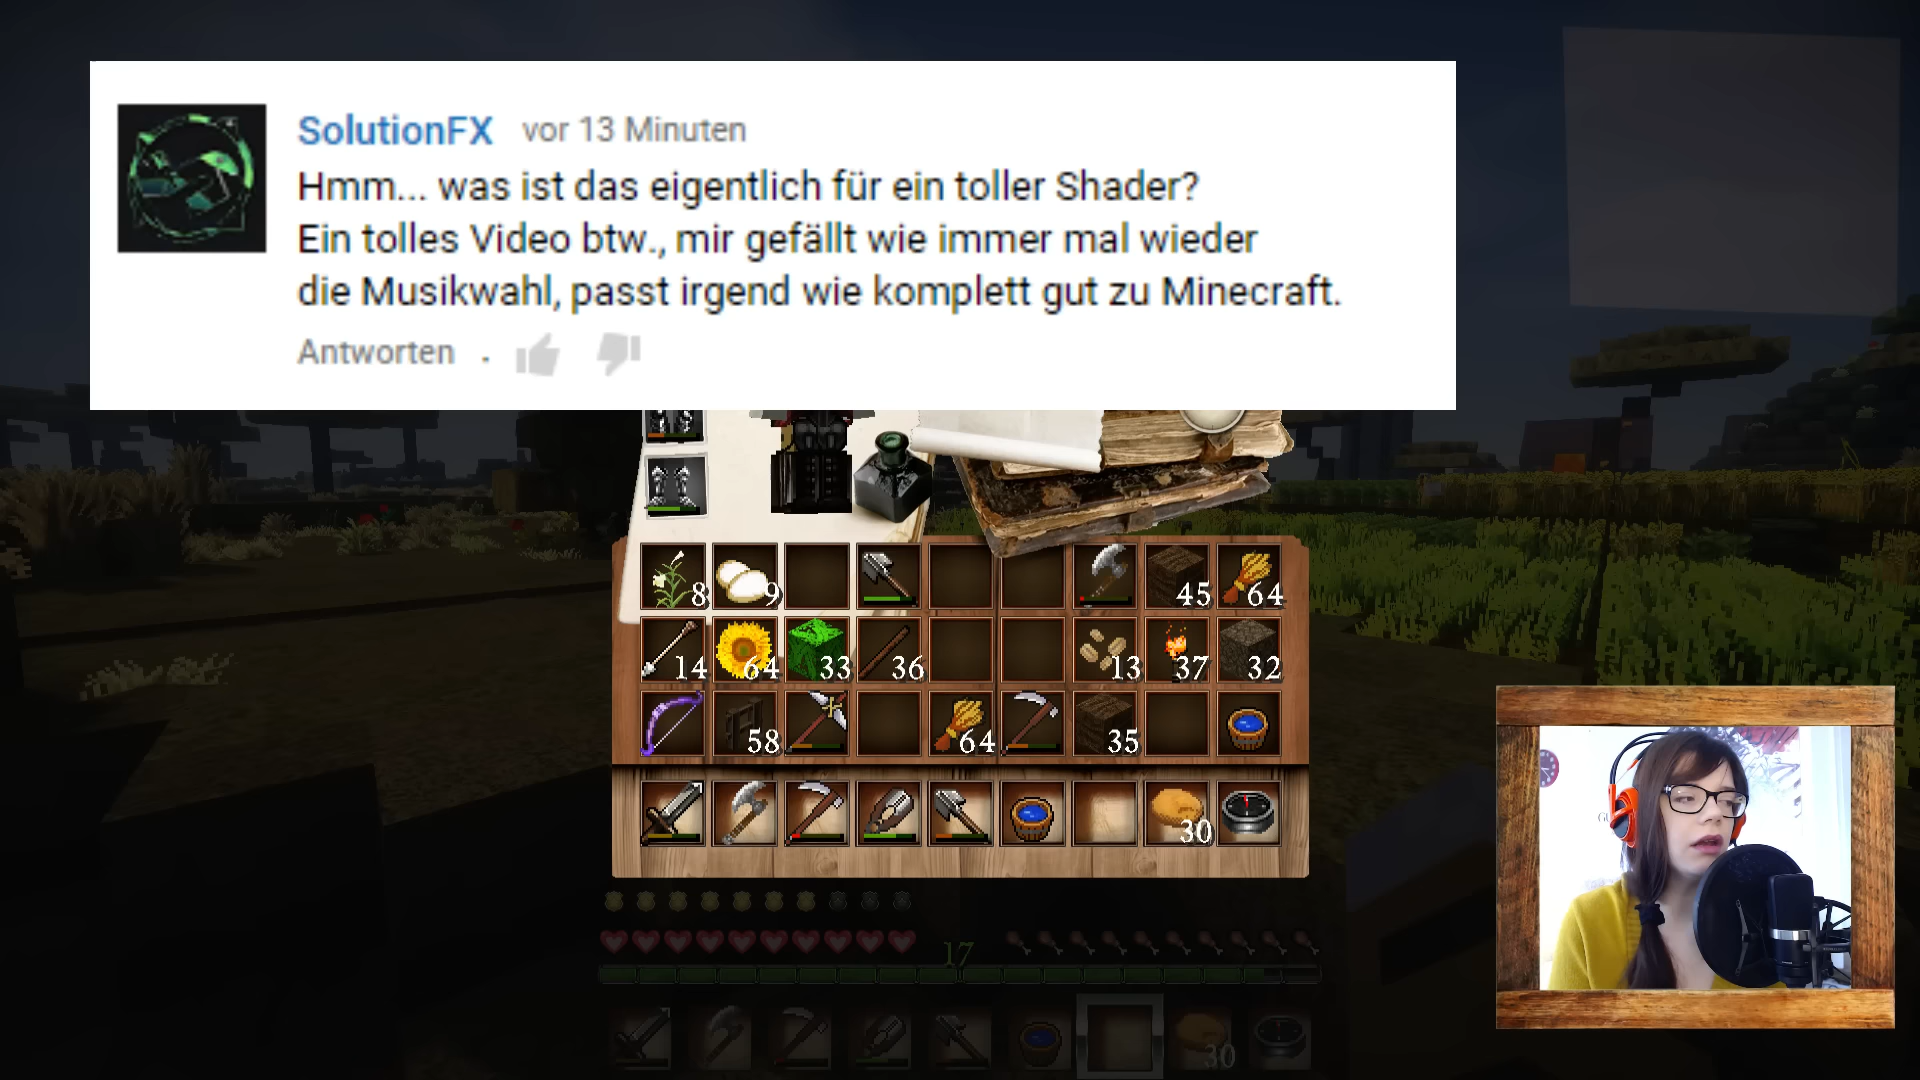 SolutionFX vor 13 Minuten
Hmm... was ist das eigentlich für ein toller Shader?
Ein tolles Video btw., mir gefällt wie immer mal wieder
die Musikwahl, passt irgend wie komplett gut zu Minecraft.
Antworten .
8 9 45 64
14 64 33 36 13 37 32
58 64 35
30
17
30